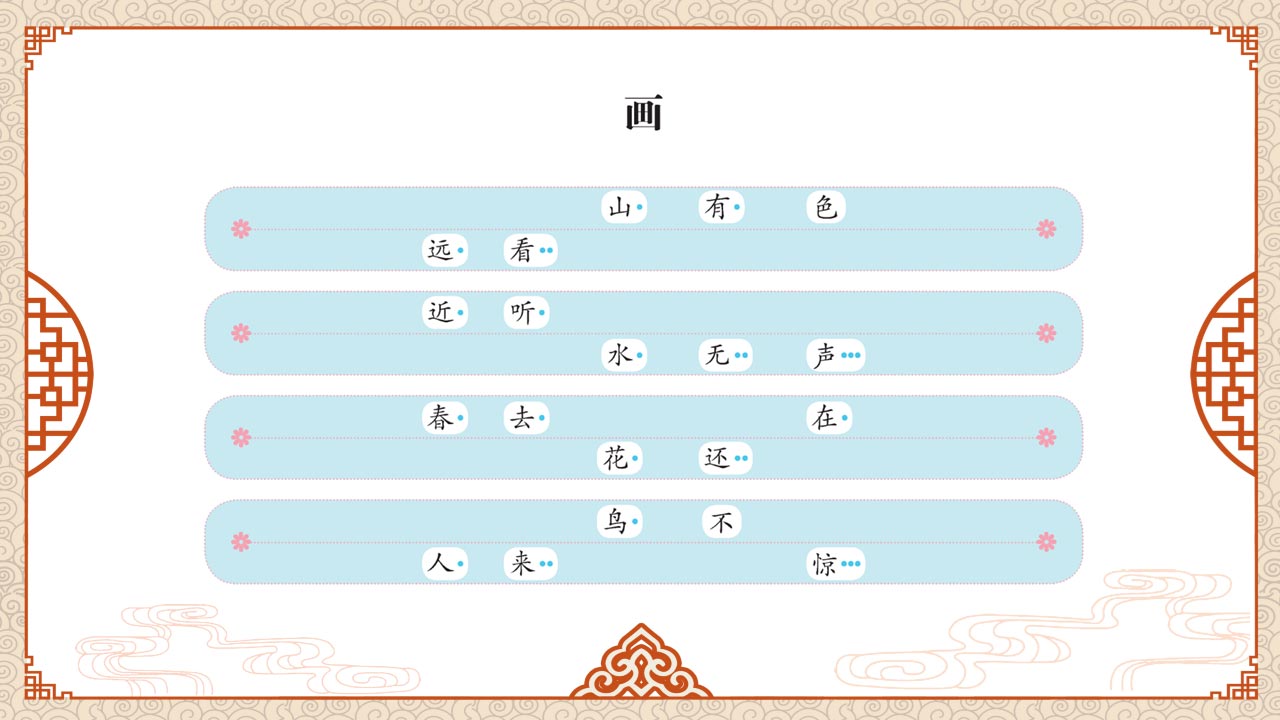 画
远看山有色
近听水无声
春去花还在
人来鸟不惊